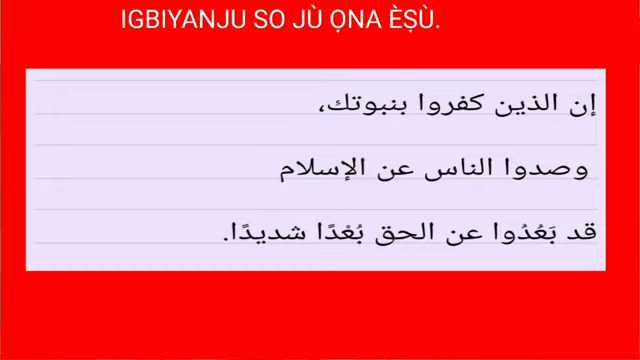 IGBIYANJU SO JÙ ỌNA ÈṢÙ.
إن الذين كفروا بنبوتك،
وصدوا الناس عن الإسلام
قد بَعُدُوا عن الحق بُعْدًا شديدًا.